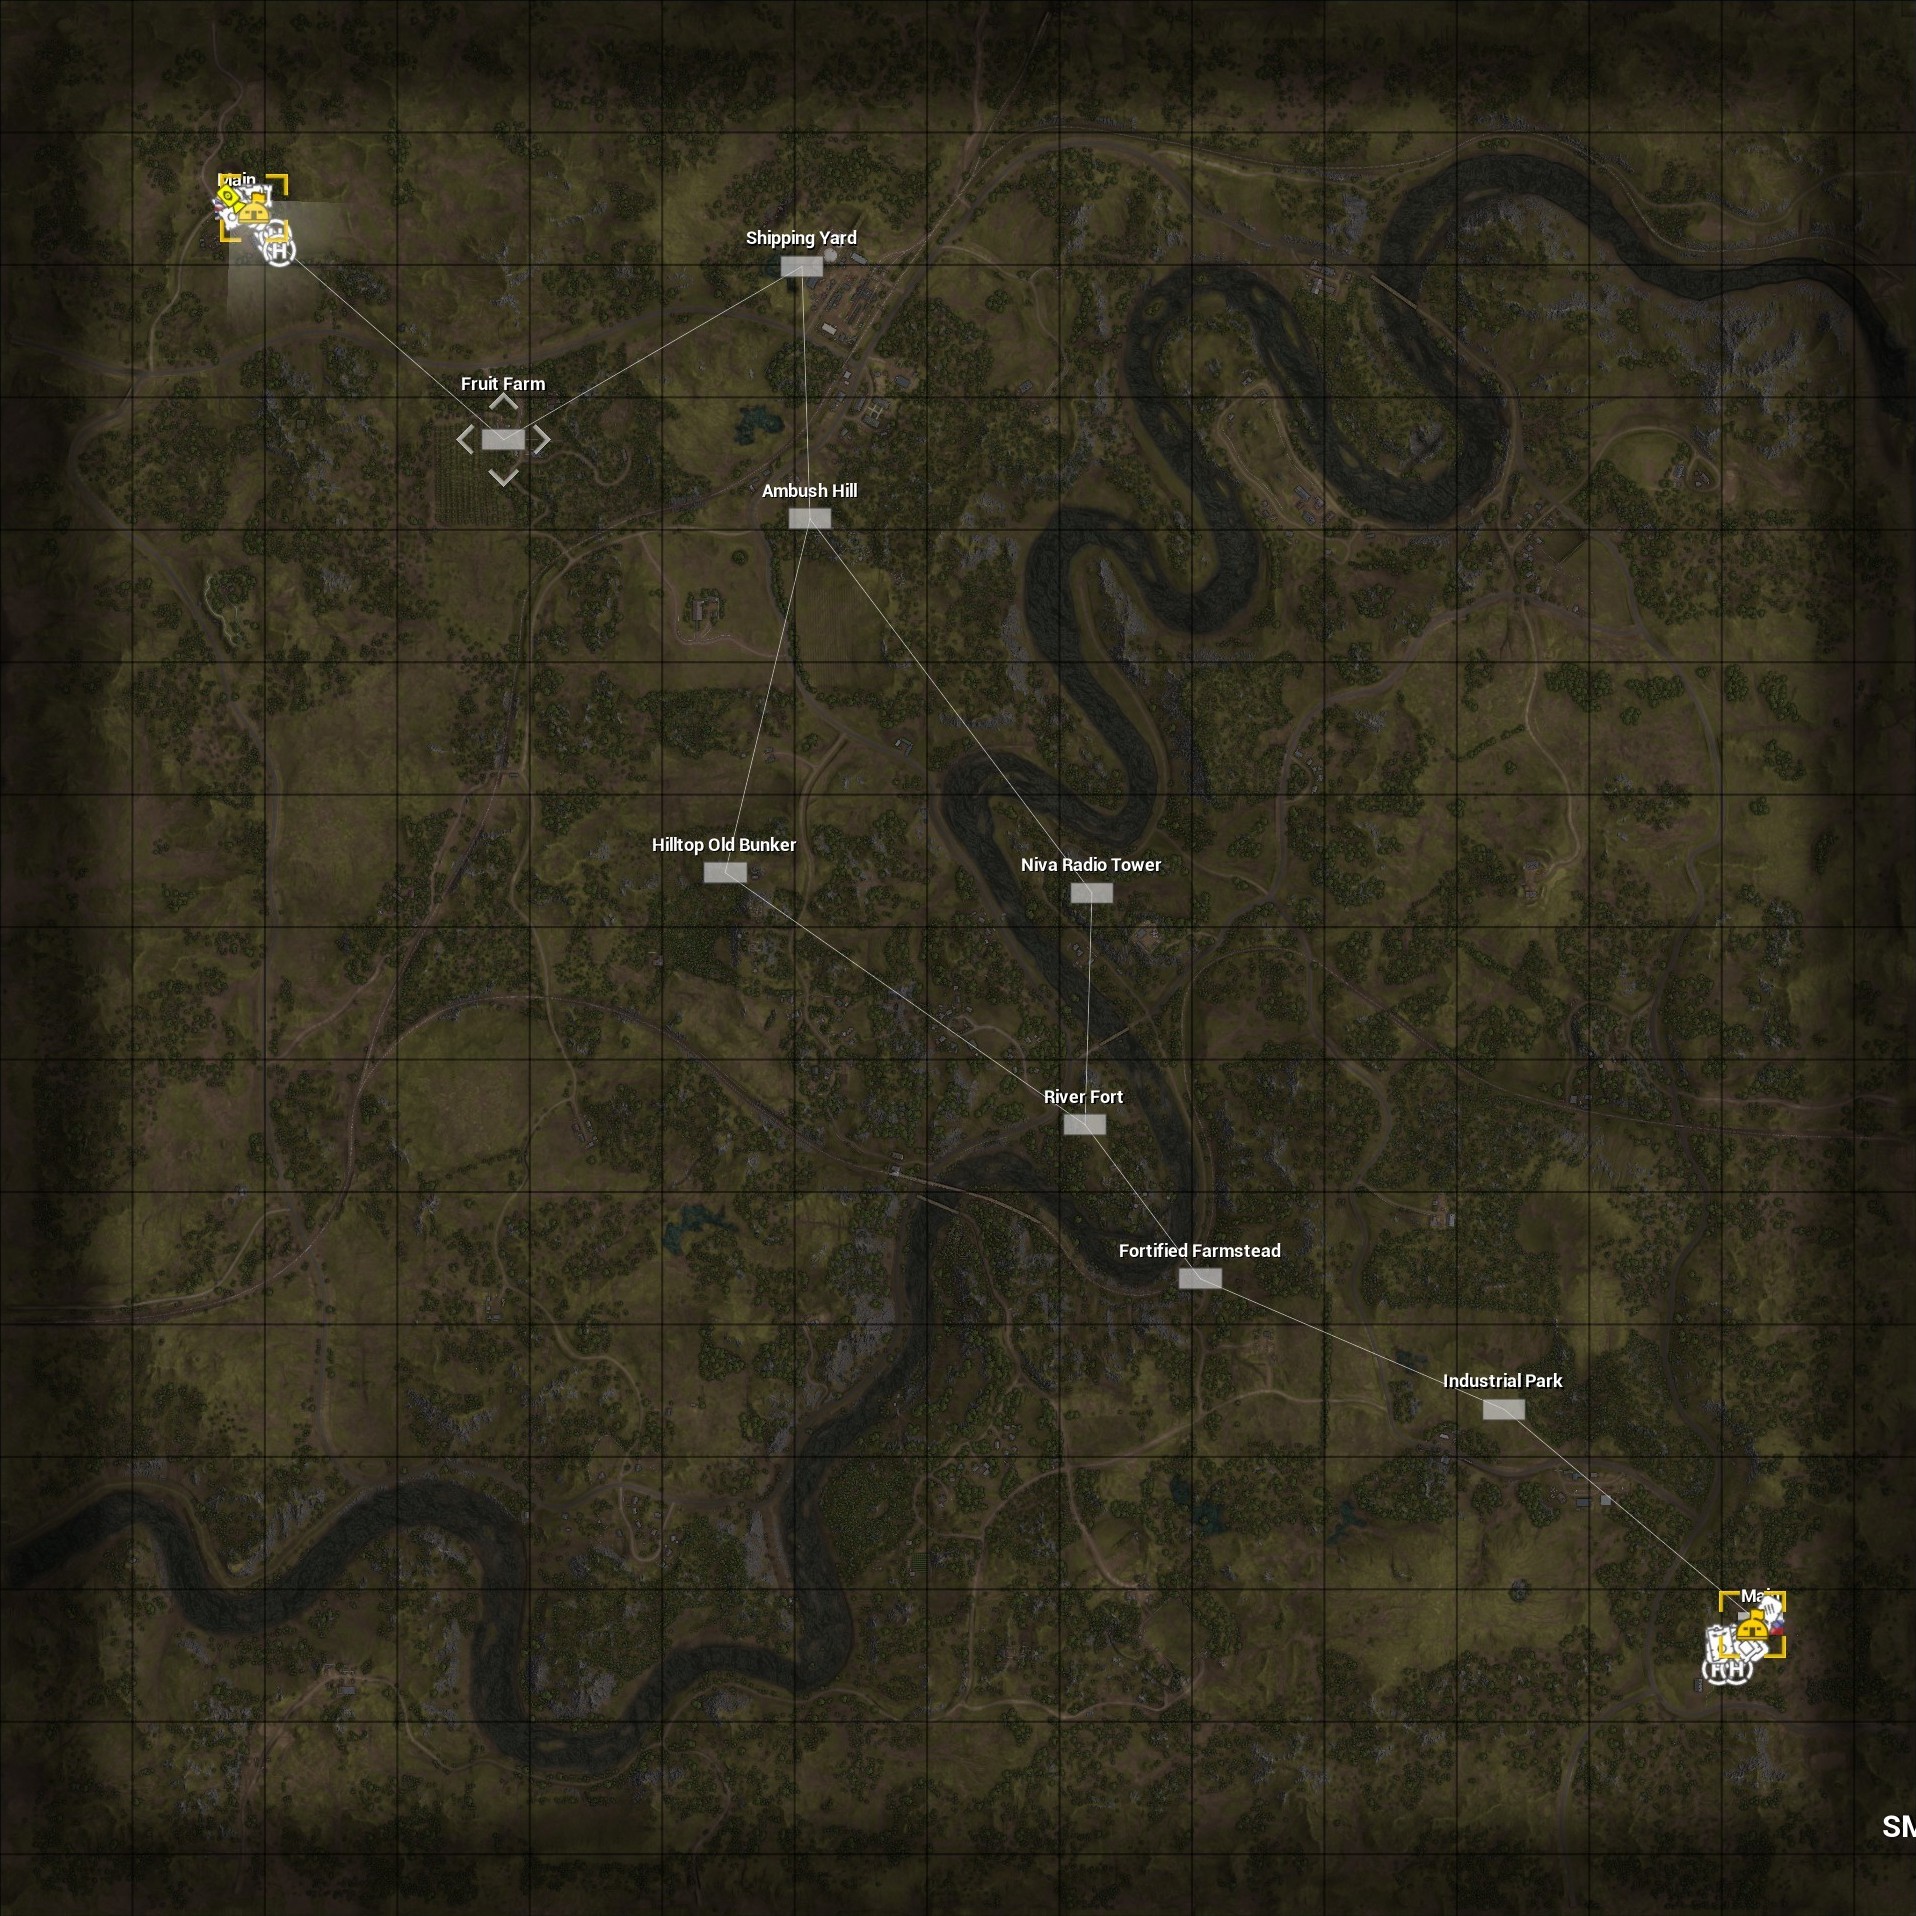 Main
Shipping Yard
Fruit Farm
Ambush Hill
Hilltop Old Bunker
Niva Radio Tower
River Fort
Fortified Farmstead
Industrial Park
H
H
SM